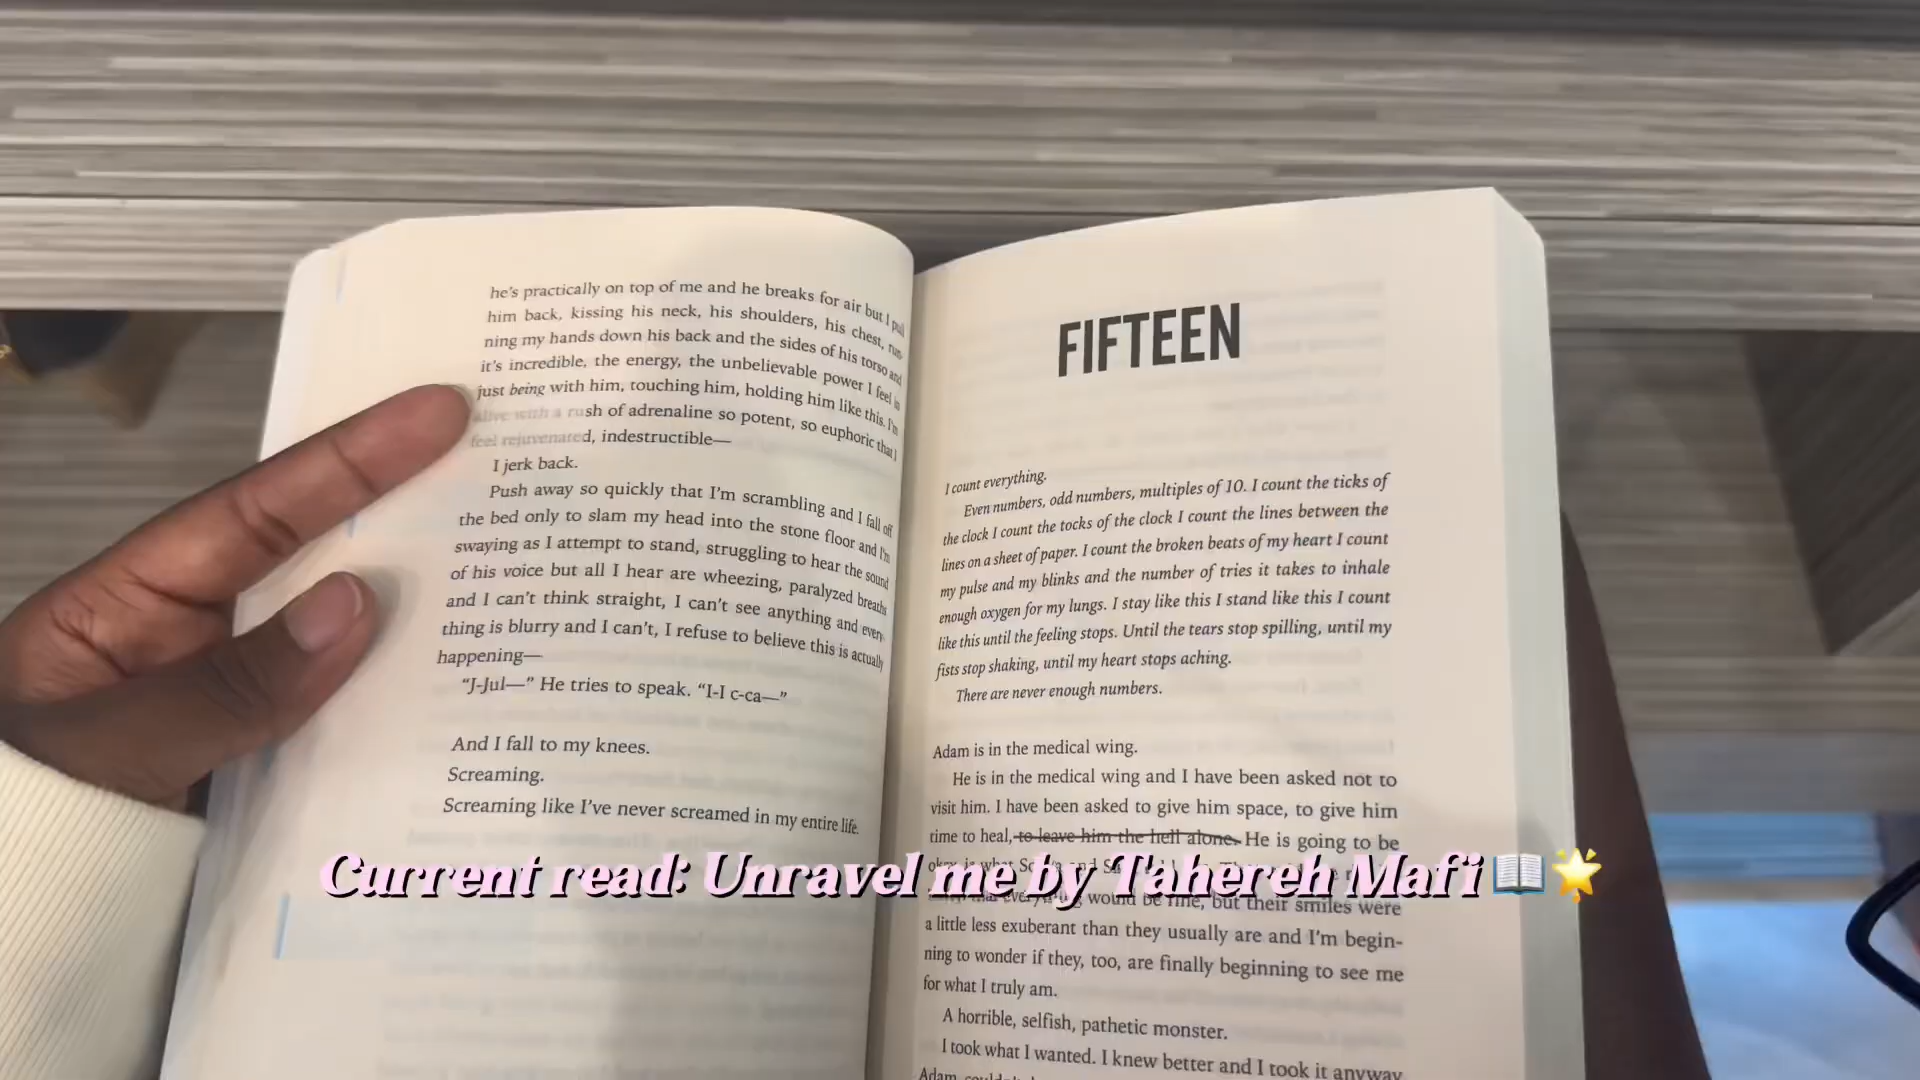 he's practically on top of me and he breaks for air but I pull
him back, kissing his neck, his shoulders, his chest, run-
ning my hands down his back and the sides of his torso and
it's incredible, the energy, the unbelievable power I feel in
just being with him, touching him, holding him like this. I'm
alive with a rush of adrenaline so potent, so euphoric that I
feel rejuvenated, indestructible—
I jerk back.
Push away so quickly that I'm scrambling and I fall off
the bed only to slam my head into the stone floor and I'm
swaying as I attempt to stand, struggling to hear the sound
of his voice but all I hear are wheezing, paralyzed breaths
and I can't think straight, I can't see anything and every-
thing is blurry and I can't, I refuse to believe this is actually
happening—
“J-Jul—” He tries to speak. “I-I c-ca—”
And I fall to my knees.
Screaming.
Screaming like I've never screamed in my entire life.
FIFTEEN
I count everything.
Even numbers, odd numbers, multiples of 10. I count the ticks of
the clock I count the tocks of the clock I count the lines between the
lines on a sheet of paper. I count the broken beats of my heart I count
my pulse and my blinks and the number of tries it takes to inhale
enough oxygen for my lungs. I stay like this I stand like this I count
like this until the feeling stops. Until the tears stop spilling, until my
fists stop shaking, until my heart stops aching.
There are never enough numbers.
Adam is in the medical wing.
He is in the medical wing and I have been asked not to
visit him. I have been asked to give him space, to give him
time to heal, to leave him the hell alone. He is going to be
is what and
would be fine, but their smiles were
a little less exuberant than they usually are and I'm begin-
ning to wonder if they, too, are finally beginning to see me
for what I truly am.
A horrible, selfish, pathetic monster.
I took what I wanted. I knew better and I took it anyway
Adam
Current read: Unravel me by Tahereh Mafi 📖🌟